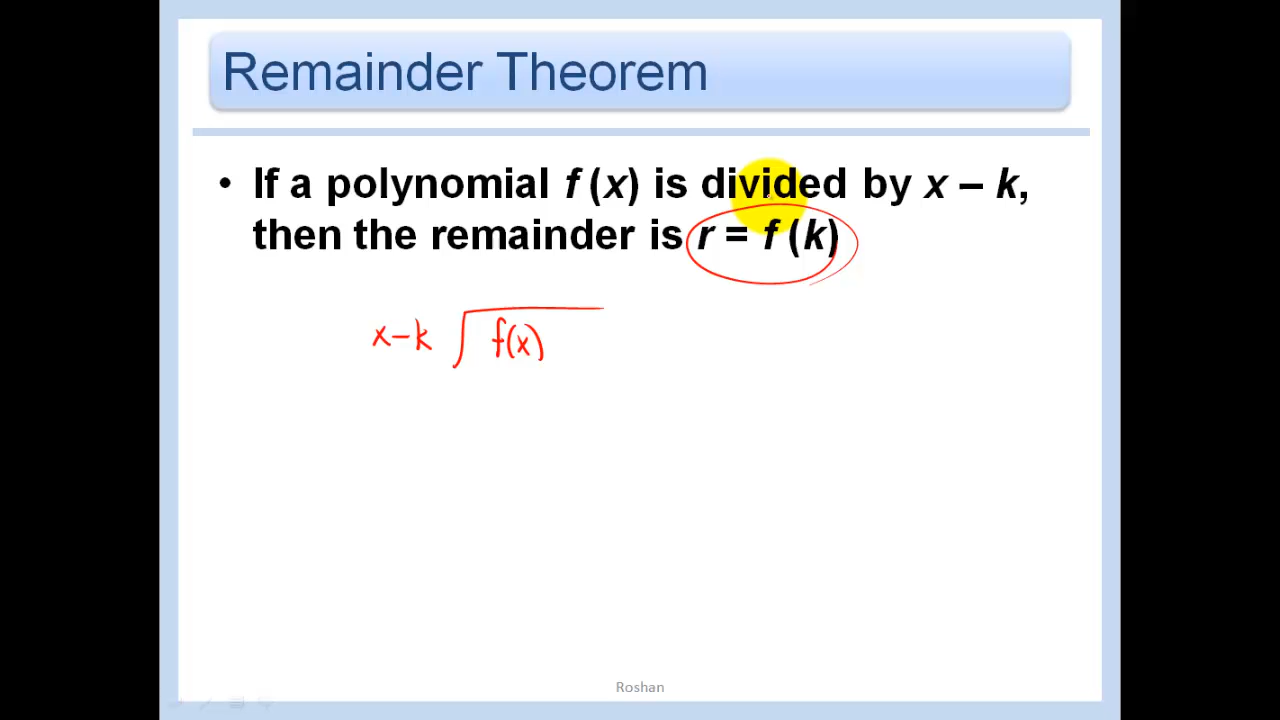 Remainder Theorem
• If a polynomial f (x) is divided by x – k,
then the remainder is r = f (k)
x-k f(x)
Roshan